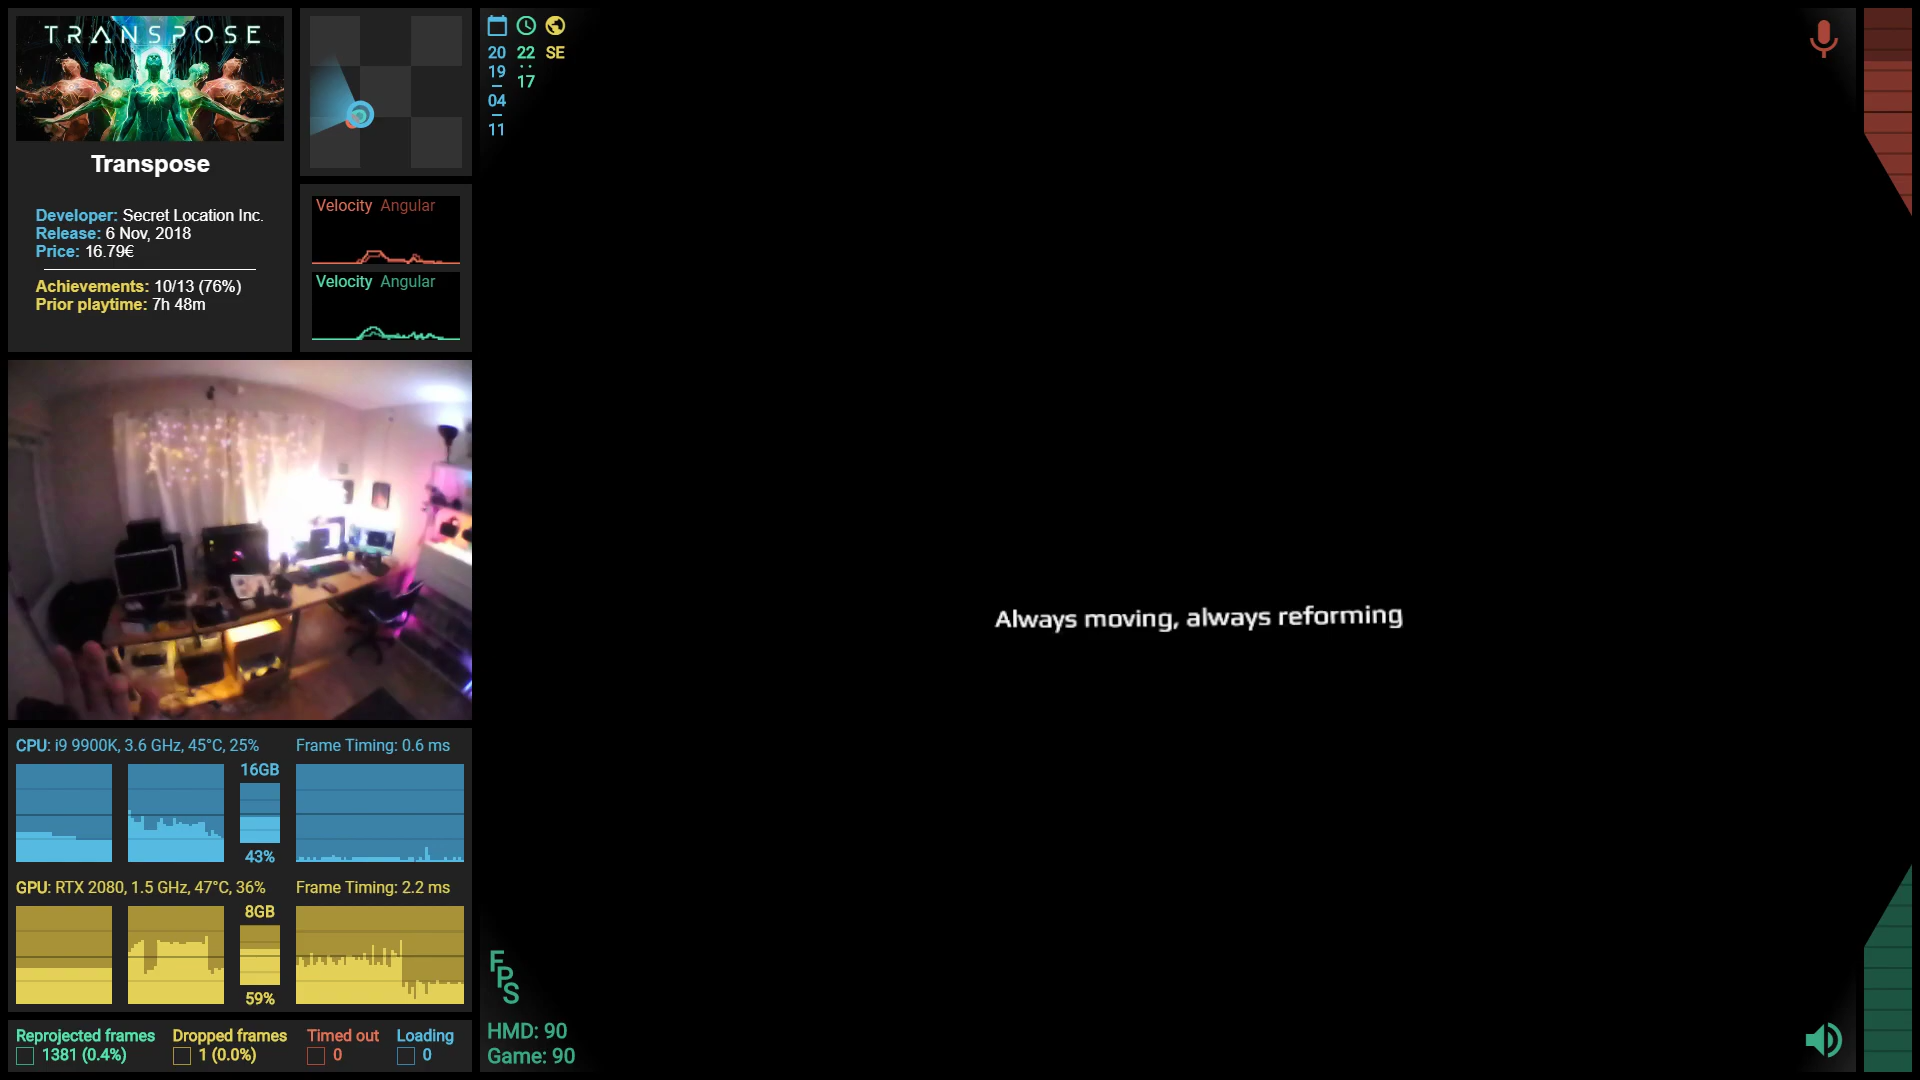 TRANSPOSE
Transpose
Developer: Secret Location Inc.
Release: 6 Nov, 2018
Price: 16.79€
Achievements: 10/13 (76%)
Prior playtime: 7h 48m
Velocity Angular
Velocity Angular
20
19
–
04
–
11
22
:
17
SE
Always moving, always reforming
CPU: i9 9900K, 3.6 GHz, 45°C, 25%
Frame Timing: 0.6 ms
16GB
43%
GPU: RTX 2080, 1.5 GHz, 47°C, 36%
Frame Timing: 2.2 ms
8GB
59%
Reprojected frames
1381 (0.4%)
Dropped frames
1 (0.0%)
Timed out
0
Loading
0
FPS
HMD: 90
Game: 90